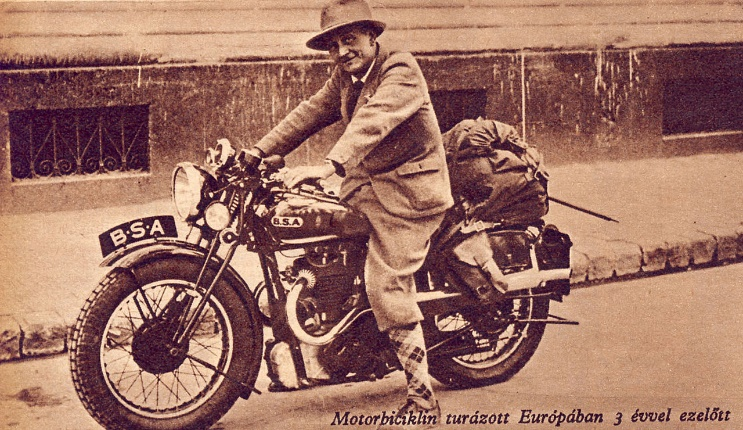 B·S·A
B.S.A
Motorbiciklin turázott Európában 3 évvel ezelőtt